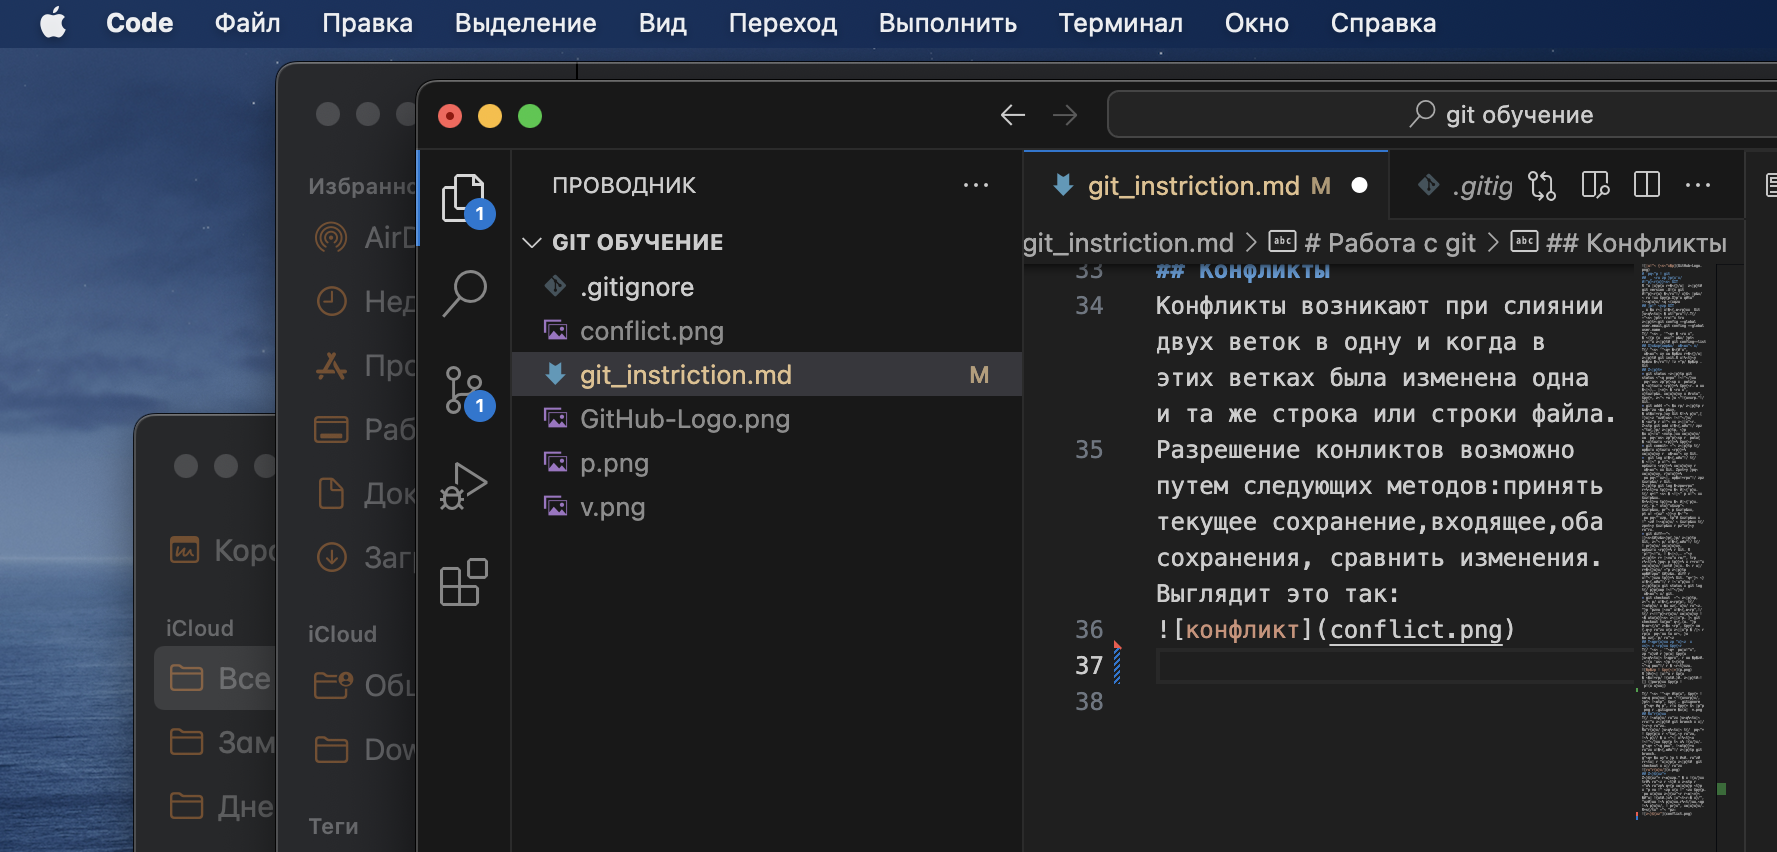 Code Файл Правка Выделение Вид Переход Выполнить Терминал Окно Справка
git обучение
Избранно
AirD
Нед
Про
Раб
Док
Заг
iCloud
Общ
Dow
Теги
Коро
iCloud
Все
Зам
Дне
1
1
ПРОВОДНИК
GIT ОБУЧЕНИЕ
.gitignore
conflict.png
git_instriction.md M
GitHub-Logo.png
p.png
v.png
git_instriction.md M .gitig
git_instriction.md > # Работа с git > ## Конфликты
33 ## Конфликты
34 Конфликты возникают при слиянии
двух веток в одну и когда в
этих ветках была изменена одна
и та же строка или строки файла.
35 Разрешение конликтов возможно
путем следующих методов:принять
текущее сохранение,входящее,оба
сохранения, сравнить изменения.
Выглядит это так:
36 ![конфликт](conflict.png)
37
38